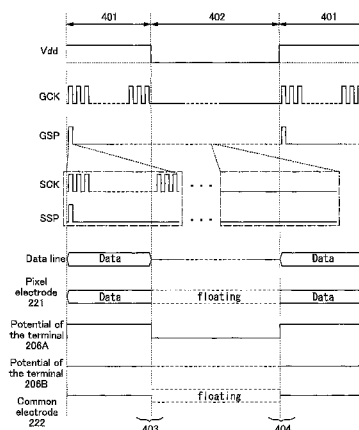 401 402 401
Vdd
GCK
GSP
SCK
SSP
Data line Data Data
Pixel
electrode
221
Data floating Data
Potential of
the terminal
206A
Potential of
the terminal
206B
Common
electrode
222
floating
403 404